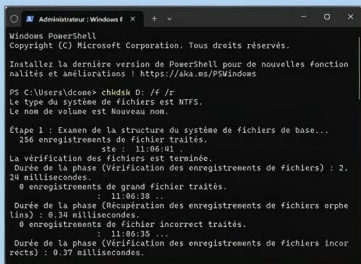 Administrateur : Windows P
Windows PowerShell
Copyright (C) Microsoft Corporation. Tous droits réservés.
Installez la dernière version de PowerShell pour de nouvelles fonction
nalités et améliorations ! https://aka.ms/PSWindows
PS C:\Users\dcome> chkdsk D: /f /r
Le type du système de fichiers est NTFS.
Le nom de volume est Nouveau nom.
Étape 1 : Examen de la structure du système de fichiers de base...
256 enregistrements de fichier traités.
ste : 11:06:41 .
La vérification des fichiers est terminée.
Durée de la phase (Vérification des enregistrements de fichiers) : 2.
24 millisecondes.
0 enregistrements de grand fichier traités.
: 11:06:38 ..
Durée de la phase (Récupération des enregistrements de fichiers orphe
lins) : 0.34 millisecondes.
0 enregistrements de fichier incorrect traités.
: 11:06:35 ...
Durée de la phase (Vérification des enregistrements de fichiers incor
rects) : 0.37 millisecondes.